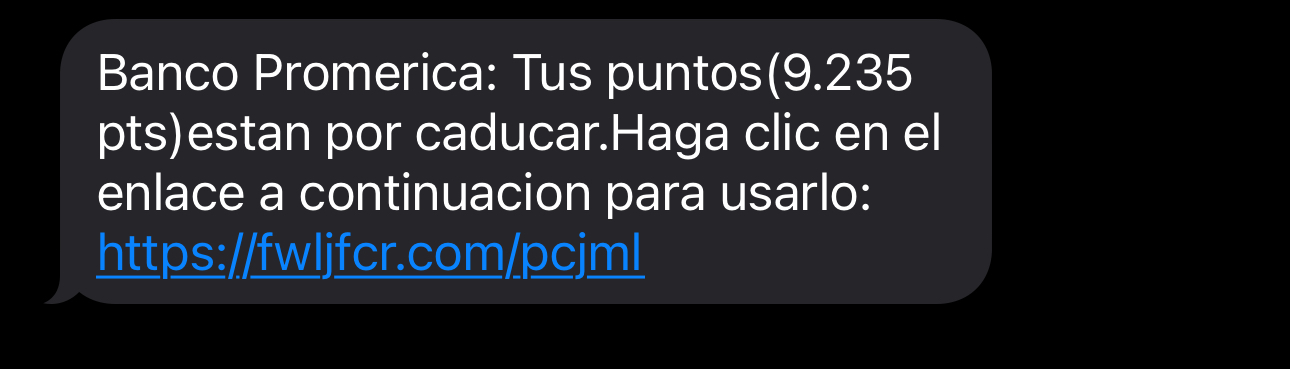 Banco Promerica: Tus puntos(9.235
pts)estan por caducar.Haga clic en el
enlace a continuacion para usarlo:
https://fwljfcr.com/pcjml